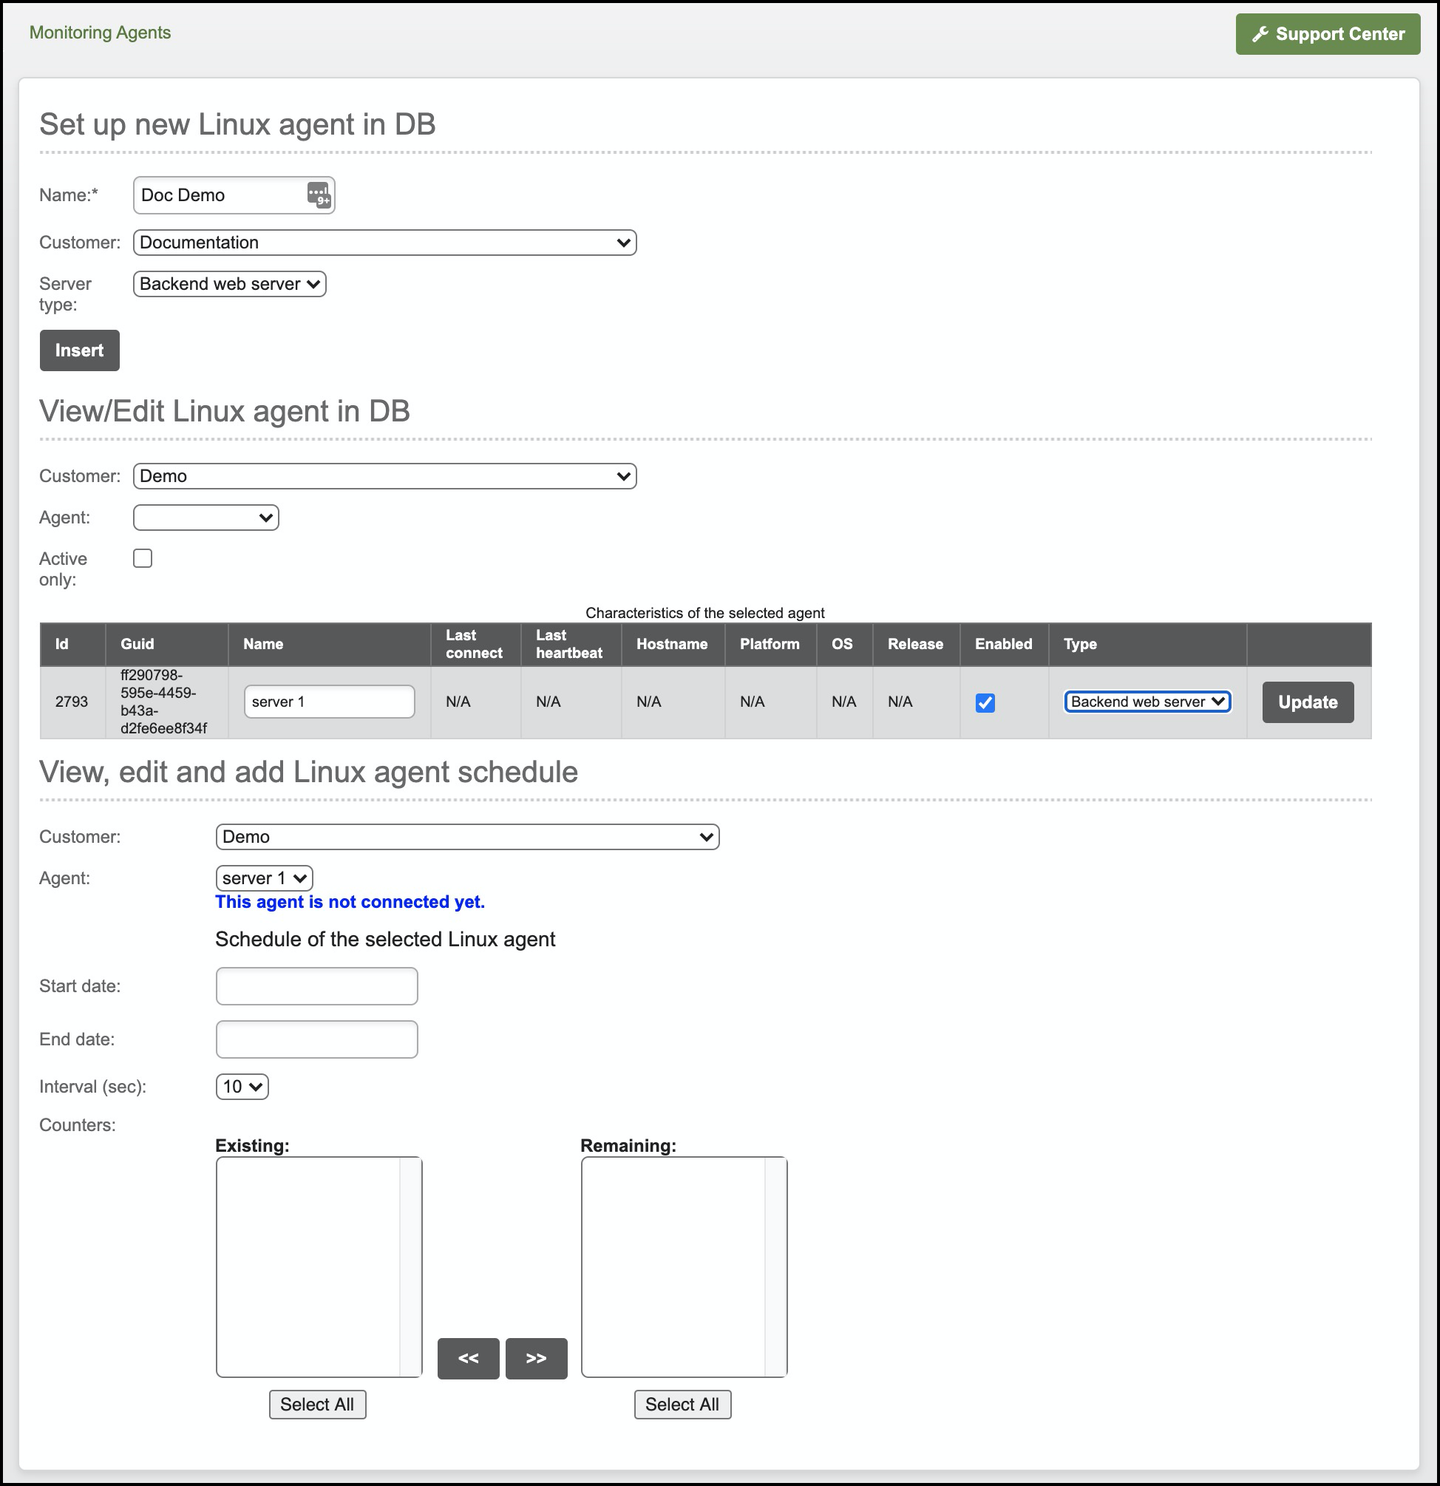 Monitoring Agents
Support Center
Set up new Linux agent in DB
Name:* Doc Demo 9+
Customer: Documentation
Server type: Backend web server
Insert
View/Edit Linux agent in DB
Customer: Demo
Agent:
Active only:
Characteristics of the selected agent
Id Guid Name Last connect Last heartbeat Hostname Platform OS Release Enabled Type
2793 ff290798-595e-4459-b43a-d2fe6ee8f34f server 1 N/A N/A N/A N/A N/A N/A Backend web server Update
View, edit and add Linux agent schedule
Customer: Demo
Agent: server 1
This agent is not connected yet.
Schedule of the selected Linux agent
Start date:
End date:
Interval (sec): 10
Counters:
Existing: Remaining:
<< >>
Select All Select All